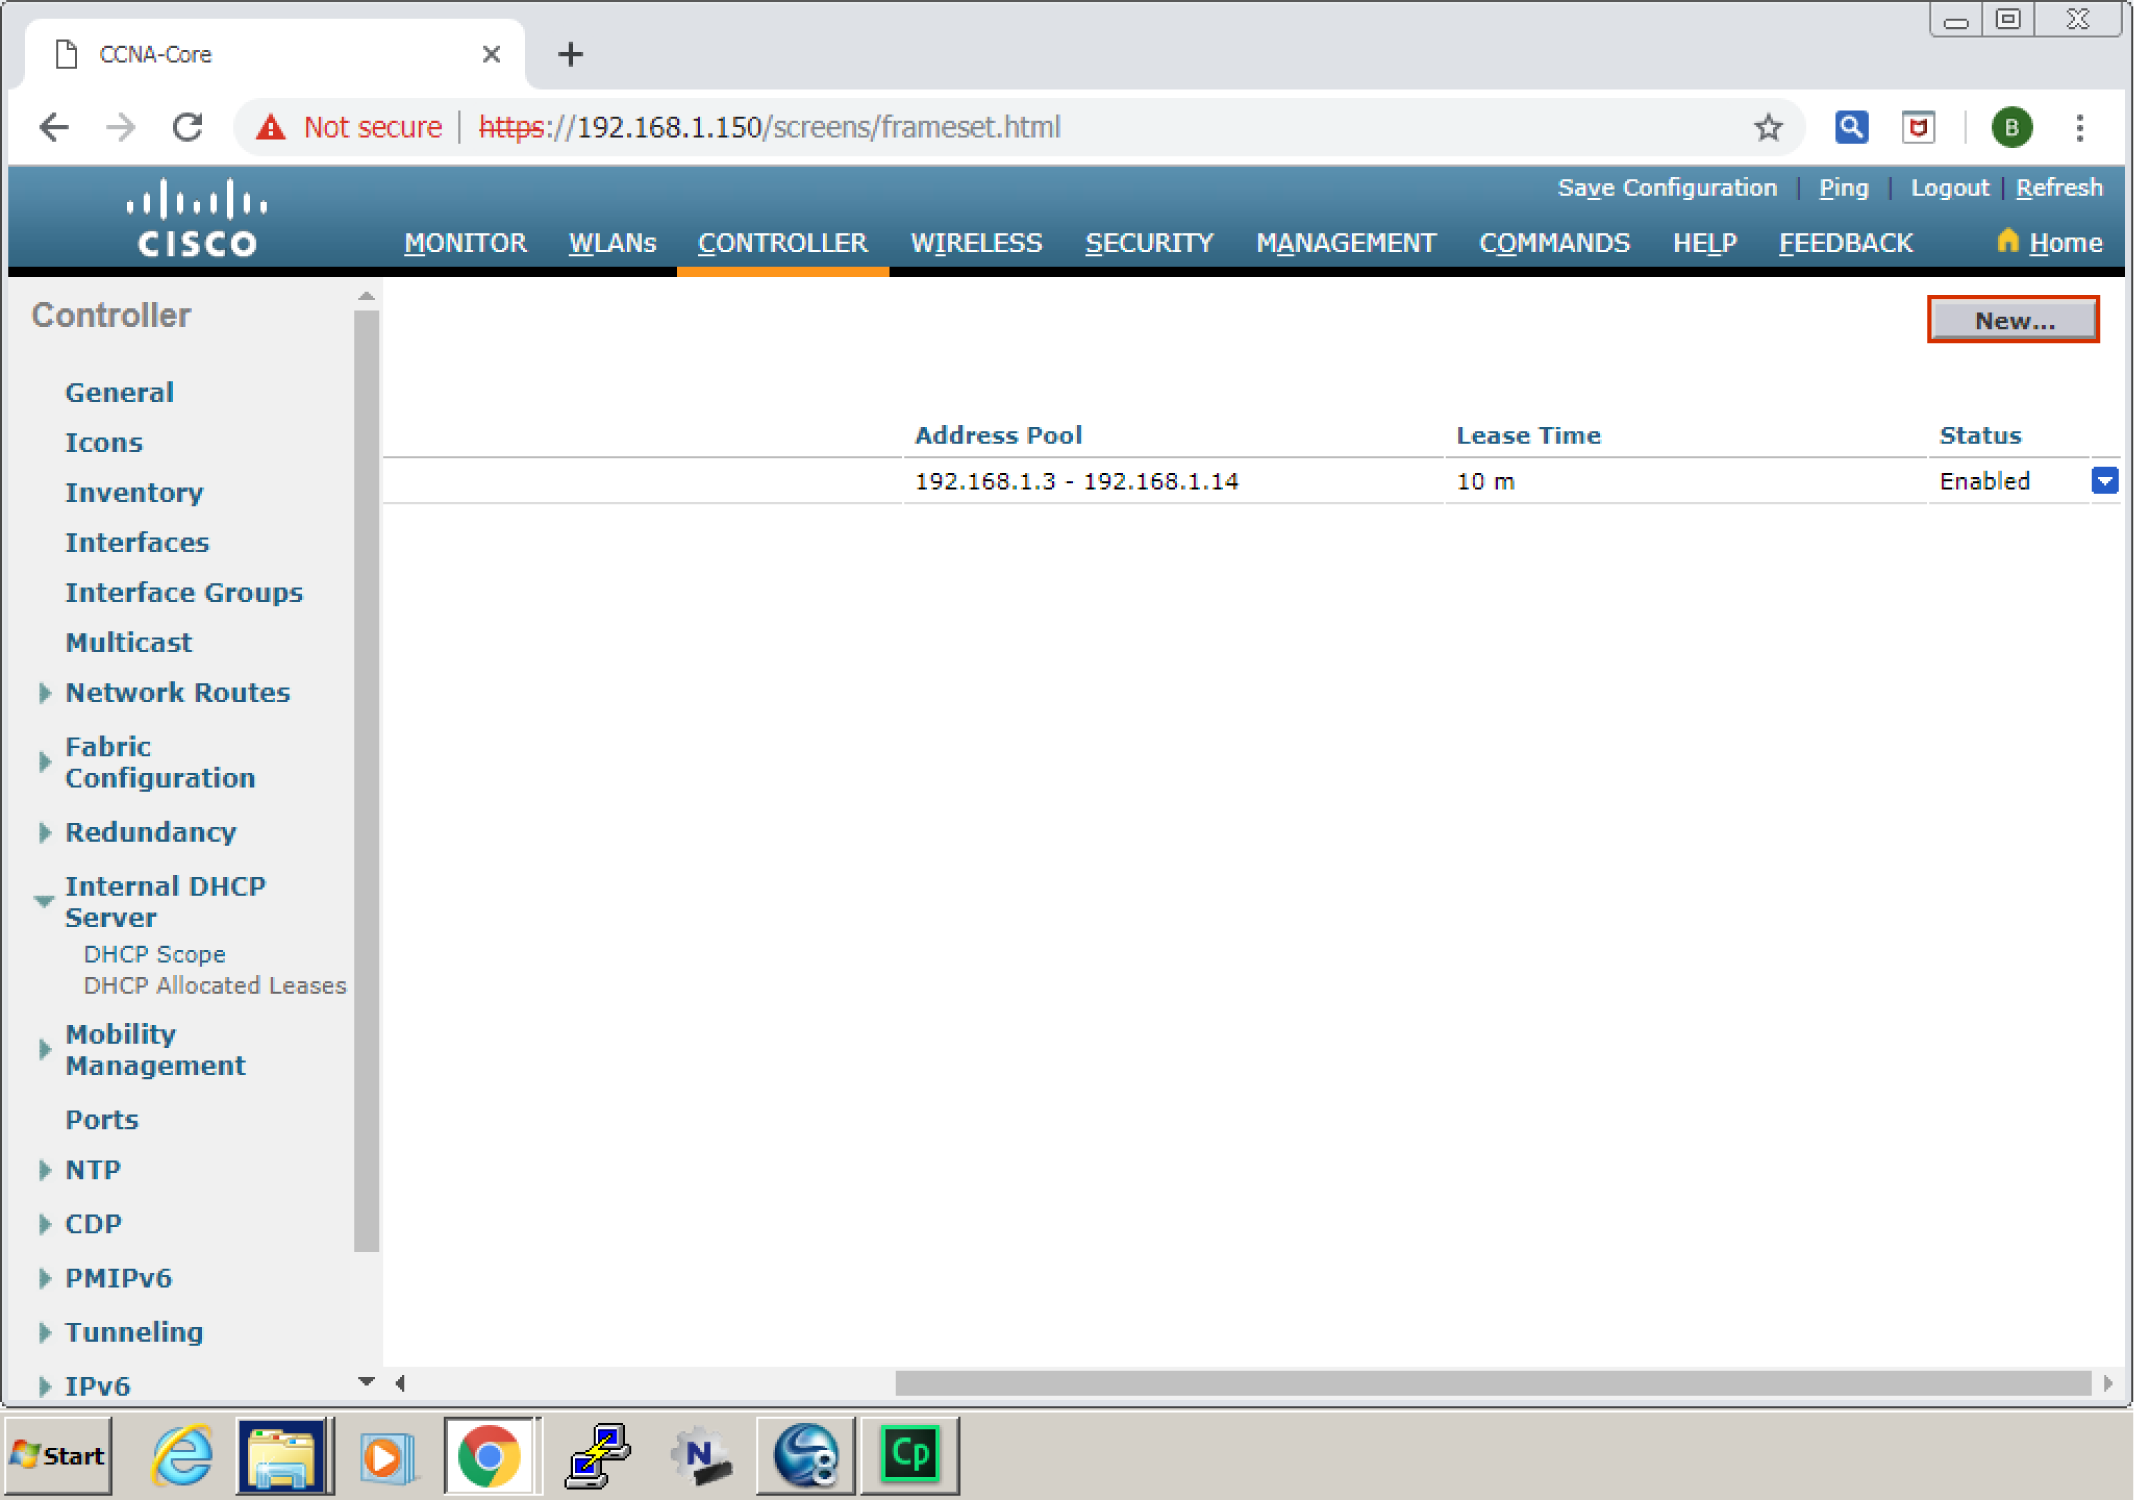 CCNA-Core
Not secure | https://192.168.1.150/screens/frameset.html
B
Save Configuration | Ping | Logout | Refresh
CISCO
MONITOR WLANs CONTROLLER WIRELESS SECURITY MANAGEMENT COMMANDS HELP FEEDBACK Home
Controller
New...
General
Icons
Inventory
Interfaces
Interface Groups
Multicast
Network Routes
Fabric
Configuration
Redundancy
Internal DHCP
Server
DHCP Scope
DHCP Allocated Leases
Mobility
Management
Ports
NTP
CDP
PMIPv6
Tunneling
IPv6
Address Pool Lease Time Status
192.168.1.3 - 192.168.1.14 10 m Enabled
Start
N
8
Cp